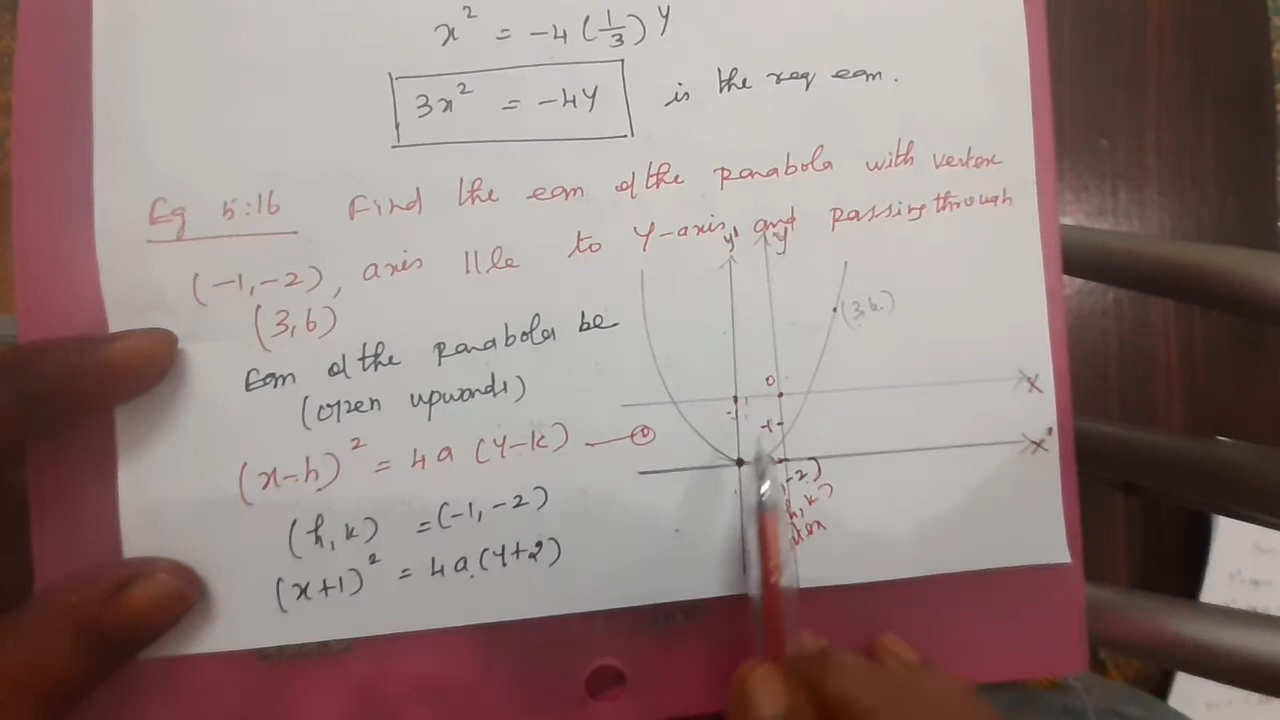 x² = -4 (1/3) y
3x² = -4y is the req eqn.
Eg 5:16 Find the eqn of the Parabola with vertex
(-1,-2), axis 11le to Y-axis and Passing through
(3,6)
Eqn of the Parabola be
(open upwards)
(x-h)² = 4a (y-k)
(h,k) = (-1,-2)
(x+1)² = 4a.(y+2)
y' y
(3,6.)
0
X
-1
X'
,-2)
h,k)